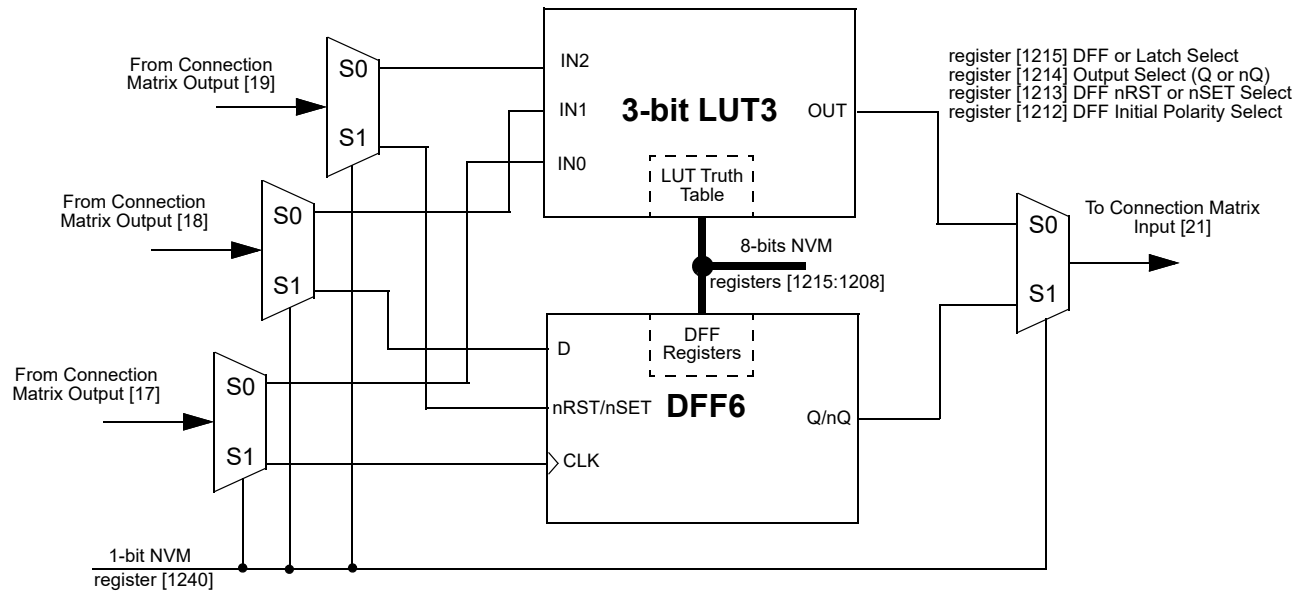 From Connection
Matrix Output [19]
S0
S1
IN2
IN1
IN0
3-bit LUT3
OUT
LUT Truth
Table
register [1215] DFF or Latch Select
register [1214] Output Select (Q or nQ)
register [1213] DFF nRST or nSET Select
register [1212] DFF Initial Polarity Select
From Connection
Matrix Output [18]
S0
S1
8-bits NVM
registers [1215:1208]
S0
S1
To Connection Matrix
Input [21]
From Connection
Matrix Output [17]
S0
S1
D
nRST/nSET
CLK
DFF
Registers
DFF6
Q/nQ
1-bit NVM
register [1240]